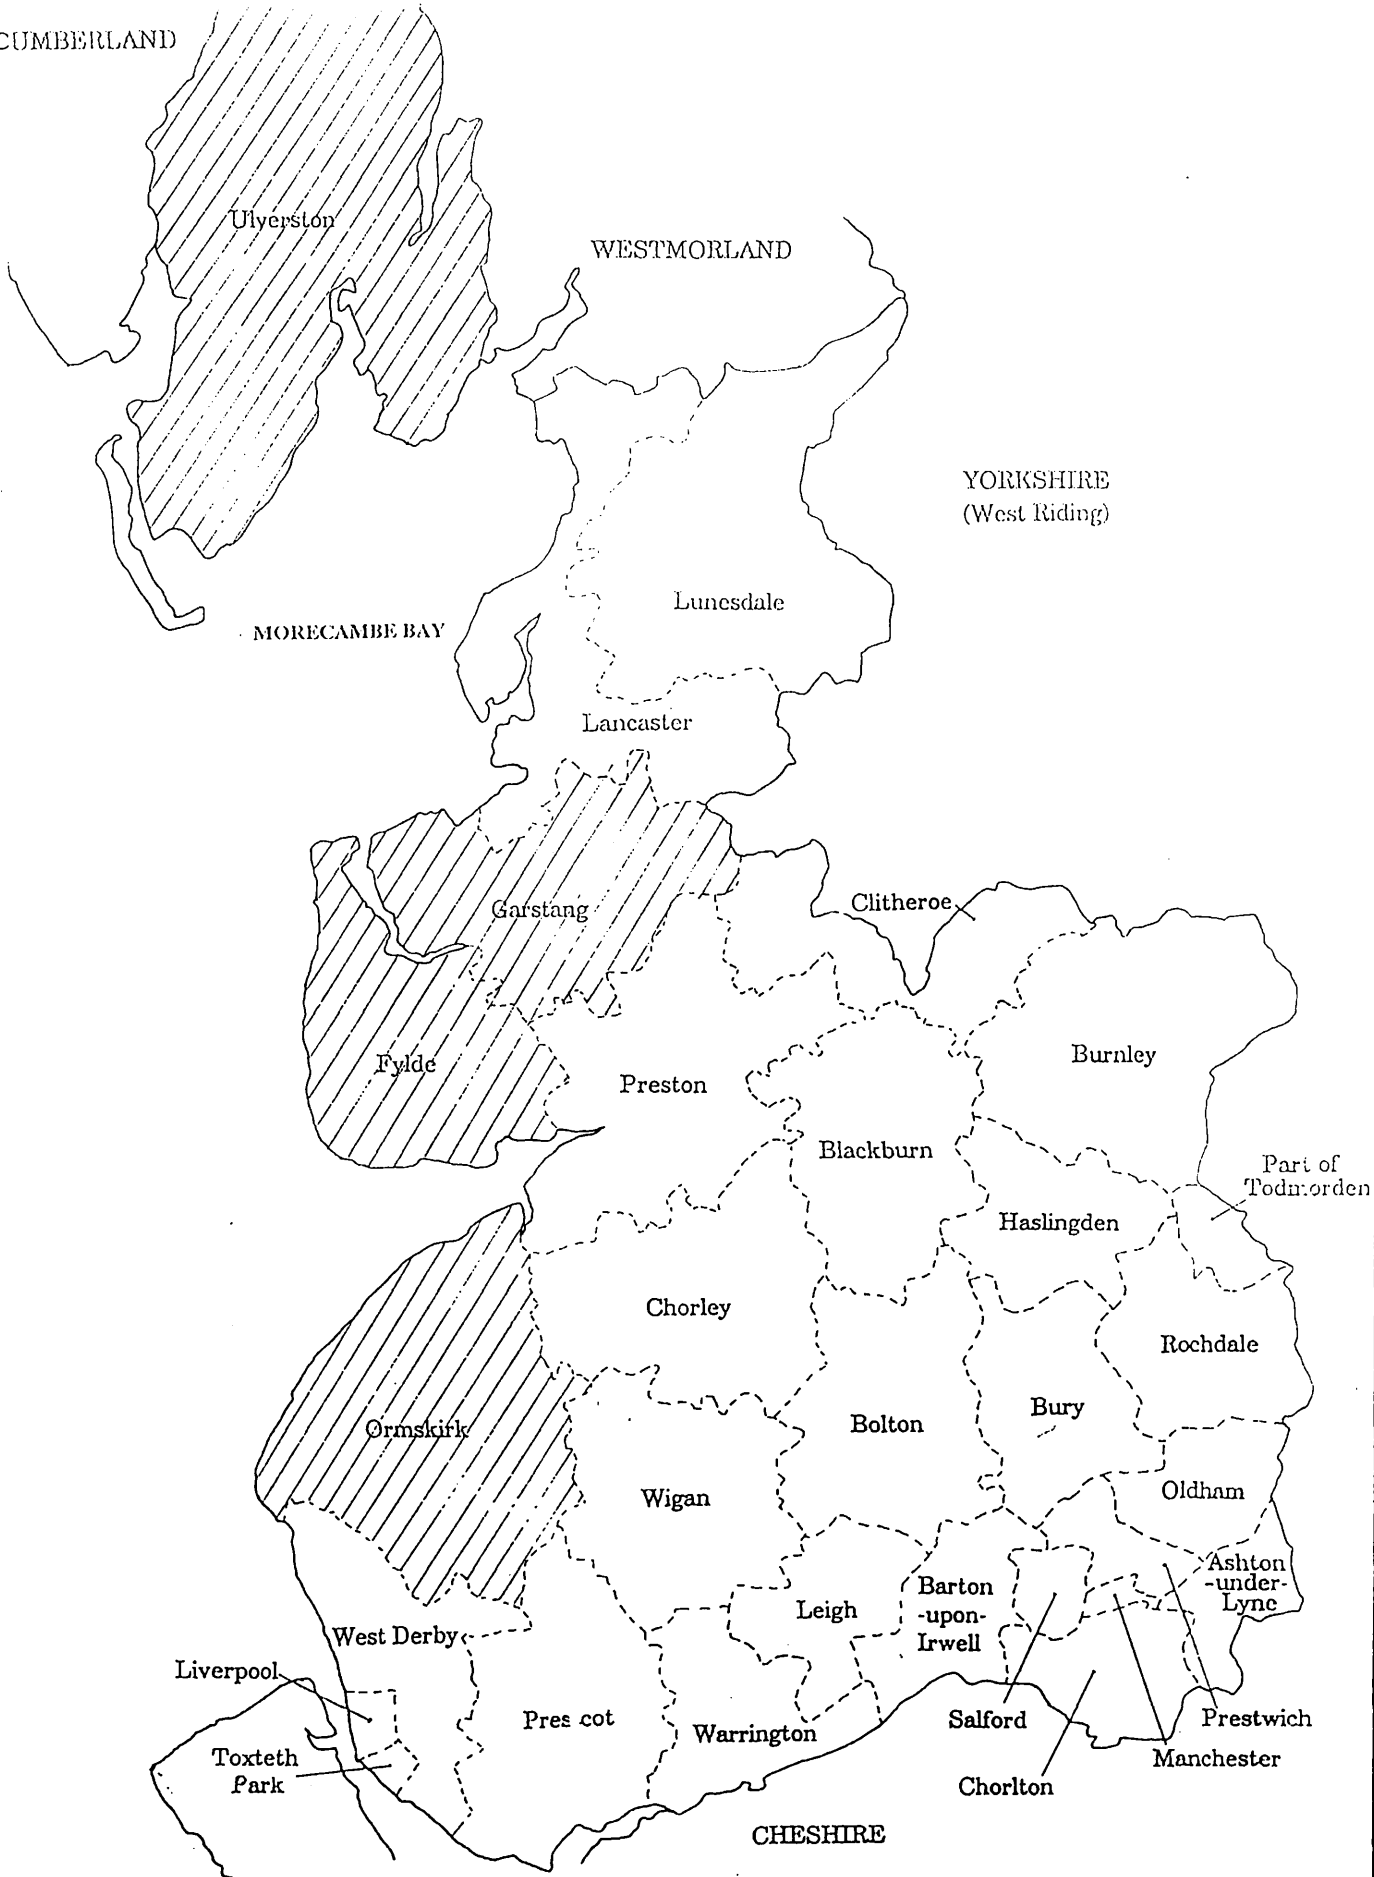 CUMBERLAND
Ulverston
WESTMORLAND
YORKSHIRE
(West Riding)
Lunesdale
MORECAMBE BAY
Lancaster
Clitheroe
Garstang
Fylde
Preston
Burnley
Blackburn
Part of
Todmorden
Haslingden
Chorley
Rochdale
Ormskirk
Bolton
Bury
Wigan
Oldham
Ashton
-under-
Lyne
Barton
-upon-
Irwell
Leigh
West Derby
Liverpool
Prescot
Warrington
Salford
Prestwich
Toxteth
Park
Manchester
Chorlton
CHESHIRE